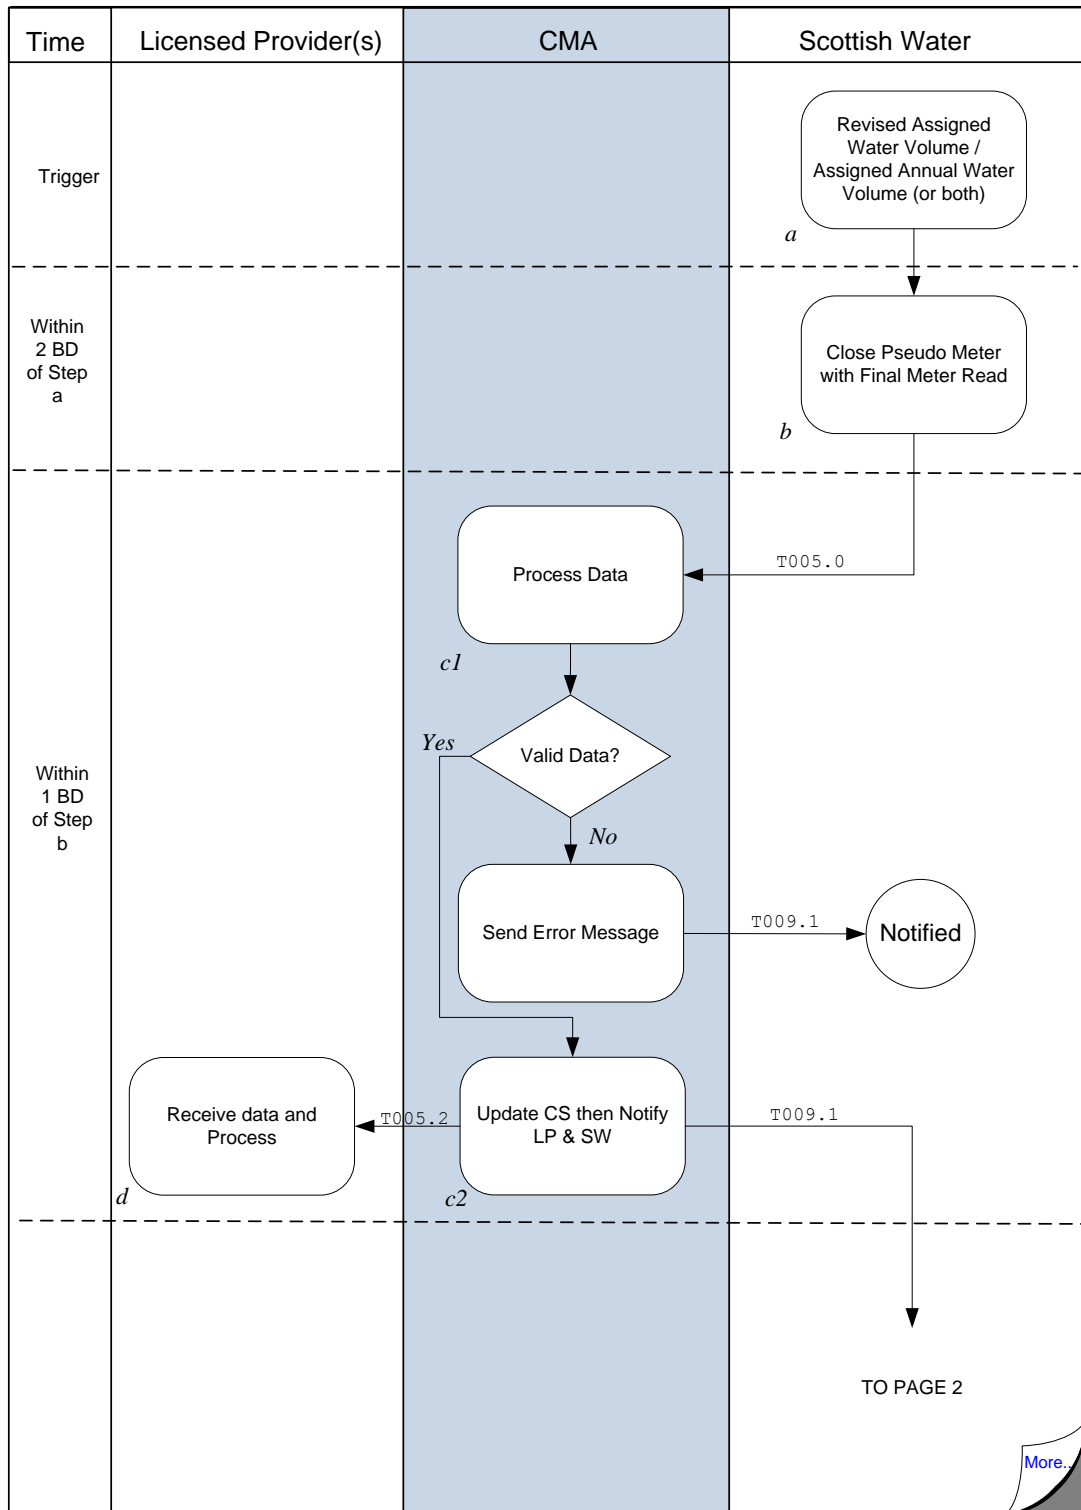 Time
Licensed Provider(s)
CMA
Scottish Water
Trigger
Revised Assigned
Water Volume /
Assigned Annual Water
Volume (or both)
a
Within
2 BD
of Step
a
Close Pseudo Meter
with Final Meter Read
b
Within
1 BD
of Step
b
T005.0
Process Data
c1
Valid Data?
Yes
No
Send Error Message
T009.1
Notified
Receive data and
Process
d
T005.2
Update CS then Notify
LP & SW
c2
T009.1
TO PAGE 2
More..